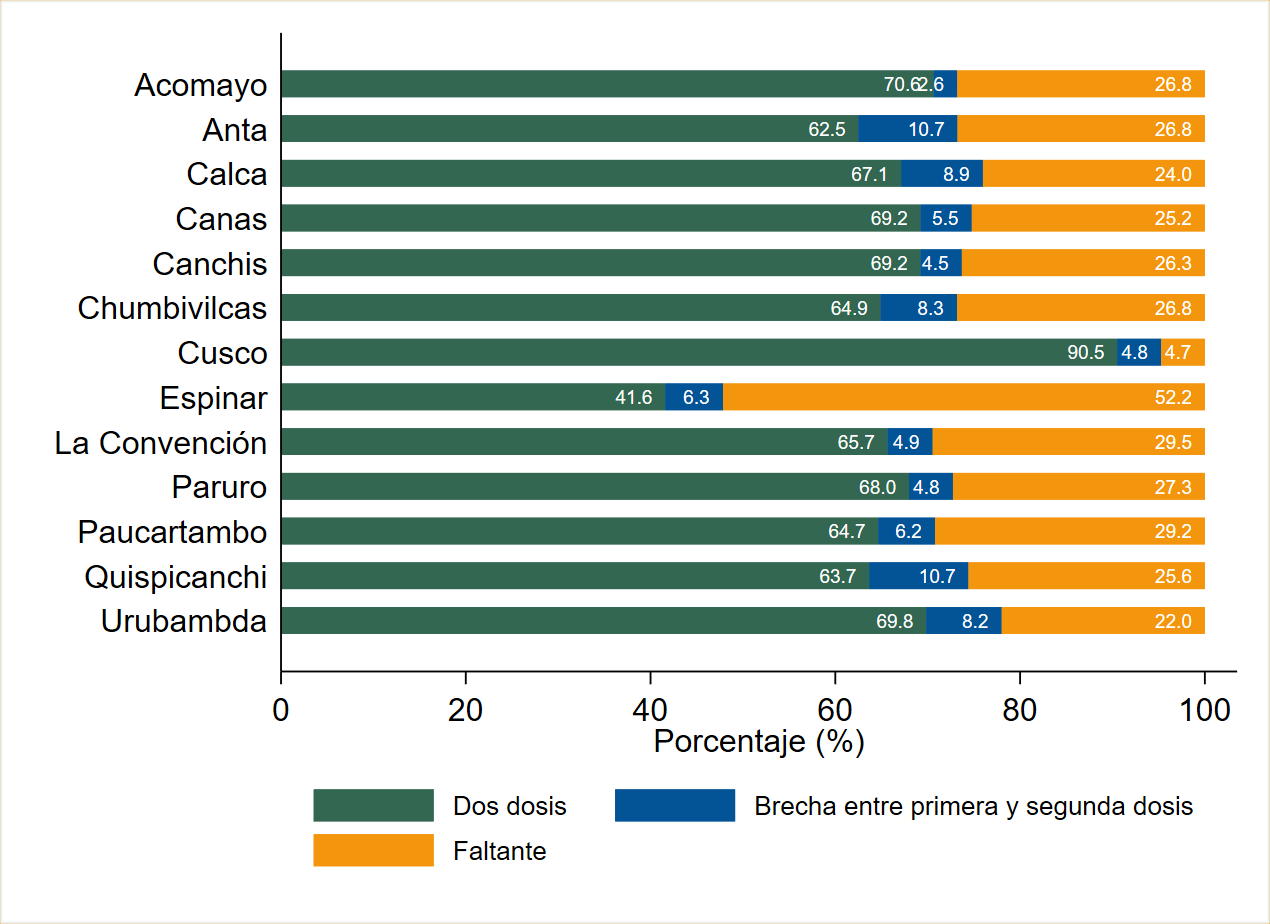 Acomayo 70.6 2.6 26.8
Anta 62.5 10.7 26.8
Calca 67.1 8.9 24.0
Canas 69.2 5.5 25.2
Canchis 69.2 4.5 26.3
Chumbivilcas 64.9 8.3 26.8
Cusco 90.5 4.8 4.7
Espinar 41.6 6.3 52.2
La Convención 65.7 4.9 29.5
Paruro 68.0 4.8 27.3
Paucartambo 64.7 6.2 29.2
Quispicanchi 63.7 10.7 25.6
Urubambda 69.8 8.2 22.0
0 20 40 60 80 100
Porcentaje (%)
Dos dosis Brecha entre primera y segunda dosis
Faltante